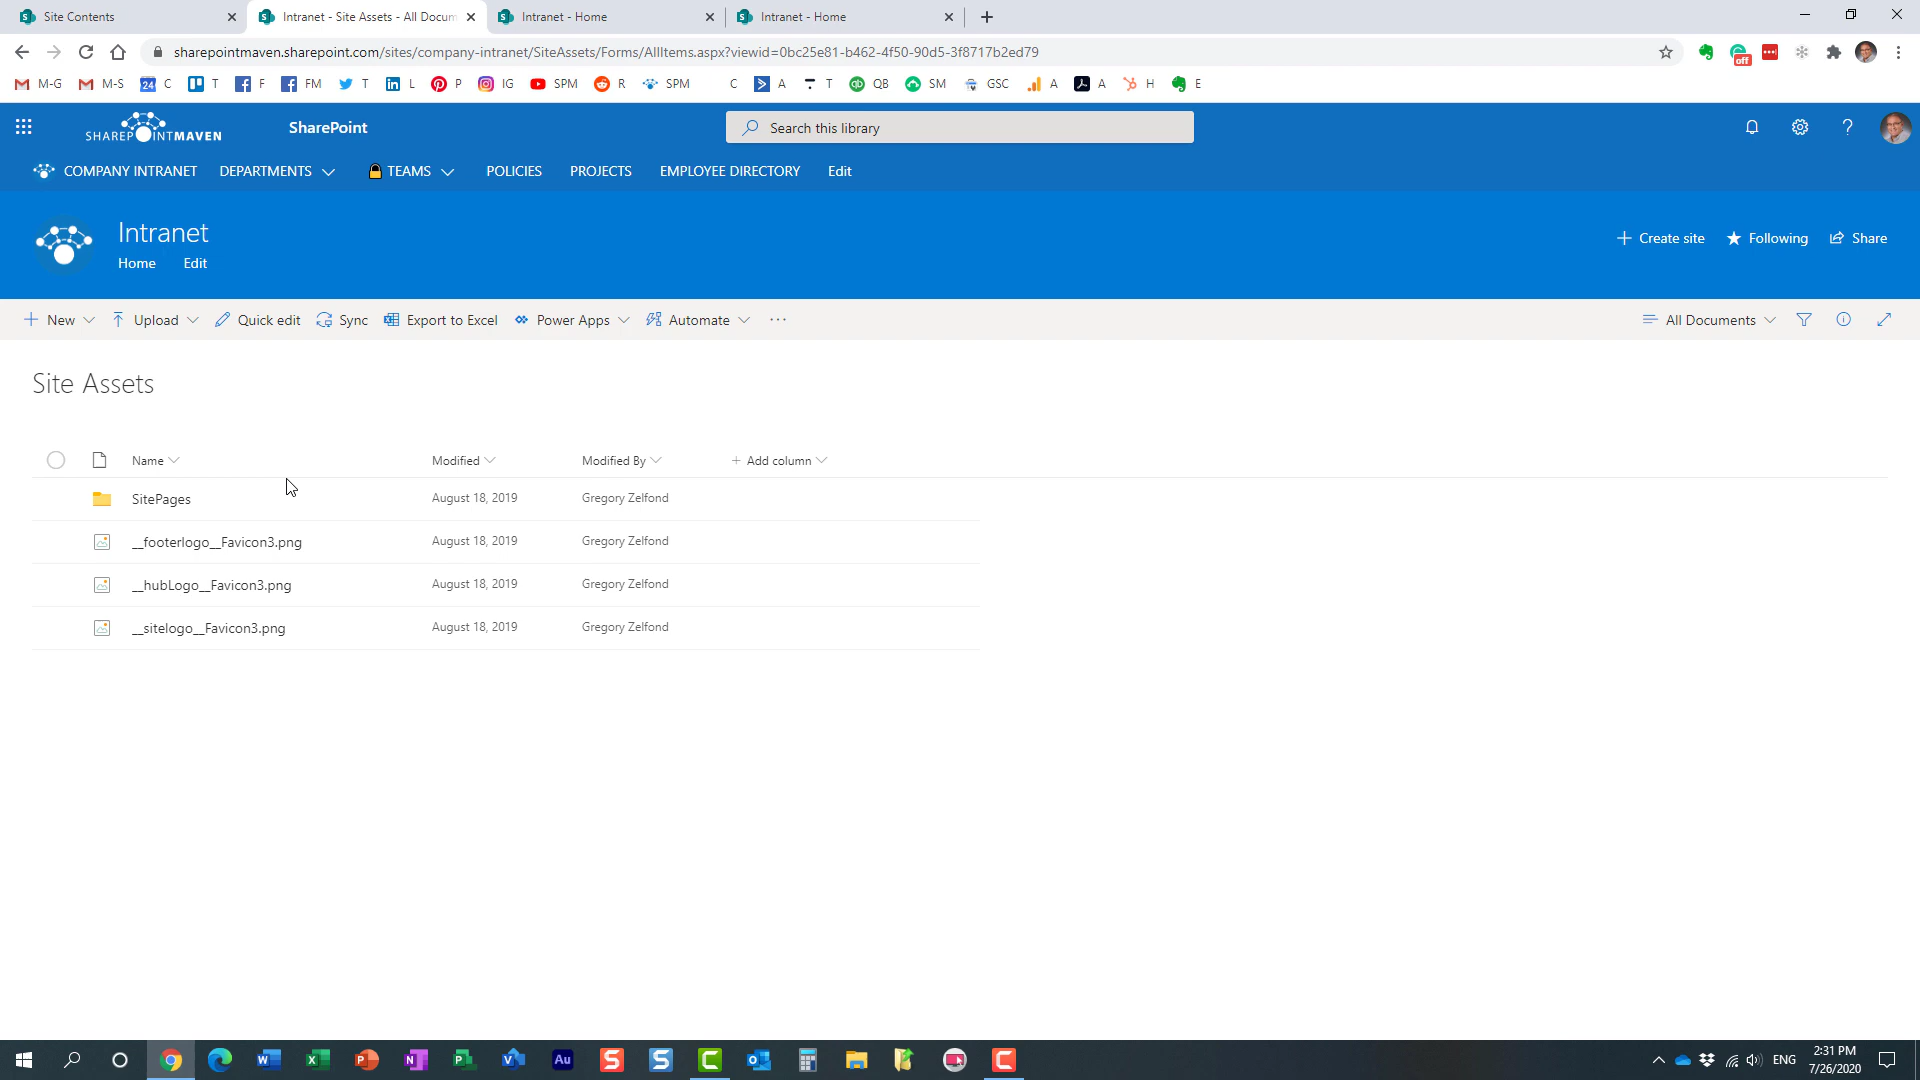 Site Contents
Intranet - Site Assets - All Docum
Intranet - Home
Intranet - Home
sharepointmaven.sharepoint.com/sites/company-intranet/SiteAssets/Forms/AllItems.aspx?viewid=0bc25e81-b462-4f50-90d5-3f8717b2ed79
off
M-G M-S 24 C T F FM T L P IG SPM R SPM C A T QB SM GSC A A H E
SHAREPOINTMAVEN SharePoint Search this library
COMPANY INTRANET DEPARTMENTS TEAMS POLICIES PROJECTS EMPLOYEE DIRECTORY Edit
Intranet
Home Edit
Create site Following Share
New Upload Quick edit Sync Export to Excel Power Apps Automate ··· All Documents
Site Assets
Name Modified Modified By + Add column
SitePages August 18, 2019 Gregory Zelfond
__footerlogo__Favicon3.png August 18, 2019 Gregory Zelfond
__hubLogo__Favicon3.png August 18, 2019 Gregory Zelfond
__sitelogo__Favicon3.png August 18, 2019 Gregory Zelfond
ENG
2:31 PM
7/26/2020